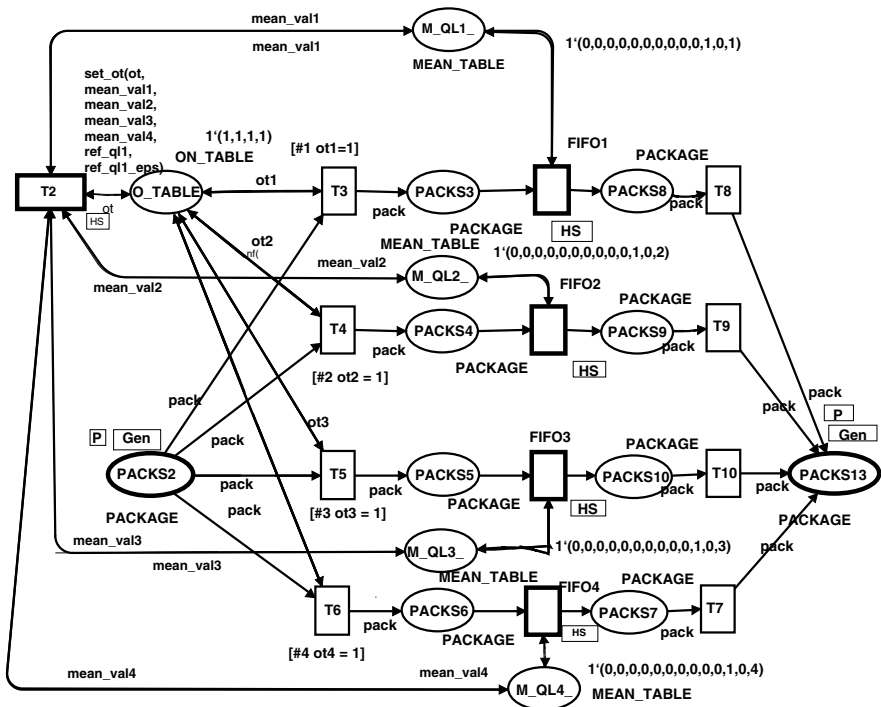 mean_val1
M_QL1_
mean_val1
1‘(0,0,0,0,0,0,0,0,0,0,1,0,1)
MEAN_TABLE
set_ot(ot,
mean_val1,
mean_val2,
mean_val3,
mean_val4,
ref_ql1,
ref_ql1_eps)
1‘(1,1,1,1)
ON_TABLE
[#1 ot1=1]
FIFO1
PACKAGE
T2
ot
HS
O_TABLE
ot1
T3
pack
PACKS3
PACKAGE
HS
PACKS8
pack
T8
ot2
nf(
MEAN_TABLE
1‘(0,0,0,0,0,0,0,0,0,0,1,0,2)
mean_val2
mean_val2
M_QL2_
FIFO2
PACKAGE
T4
pack
PACKS4
PACKS9
pack
T9
[#2 ot2 = 1]
PACKAGE
HS
pack
pack
pack
pack
P
Gen
ot3
FIFO3
PACKAGE
P
Gen
PACKS2
pack
T5
pack
PACKS5
PACKS10
pack
T10
pack
PACKS13
PACKAGE
pack
[#3 ot3 = 1]
PACKAGE
HS
PACKAGE
mean_val3
mean_val3
M_QL3_
1‘(0,0,0,0,0,0,0,0,0,0,1,0,3)
pack
MEAN_TABLE
FIFO4
PACKAGE
T6
pack
PACKS6
PACKS7
pack
T7
[#4 ot4 = 1]
PACKAGE
HS
mean_val4
mean_val4
M_QL4_
1‘(0,0,0,0,0,0,0,0,0,0,1,0,4)
MEAN_TABLE